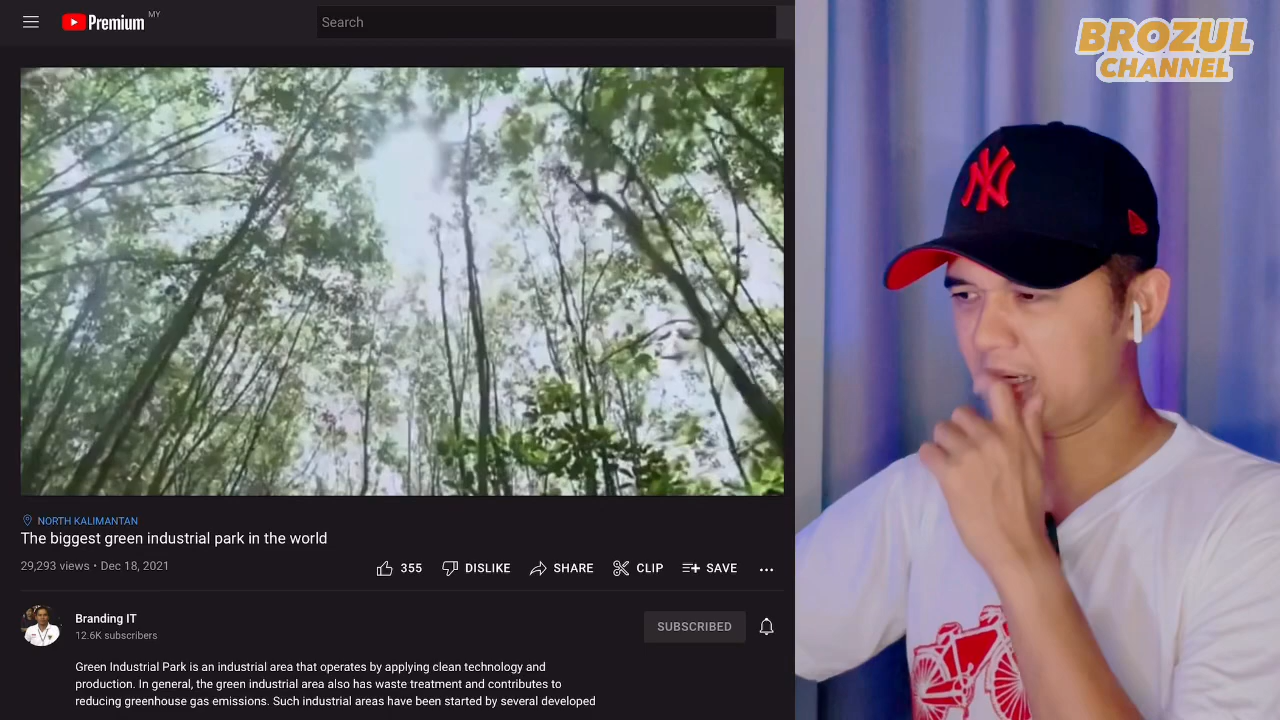 Premium MY
Search
BROZUL
CHANNEL
NY
NORTH KALIMANTAN
The biggest green industrial park in the world
29,293 views • Dec 18, 2021
355 DISLIKE SHARE CLIP SAVE
Branding IT
12.6K subscribers
SUBSCRIBED
Green Industrial Park is an industrial area that operates by applying clean technology and
production. In general, the green industrial area also has waste treatment and contributes to
reducing greenhouse gas emissions. Such industrial areas have been started by several developed